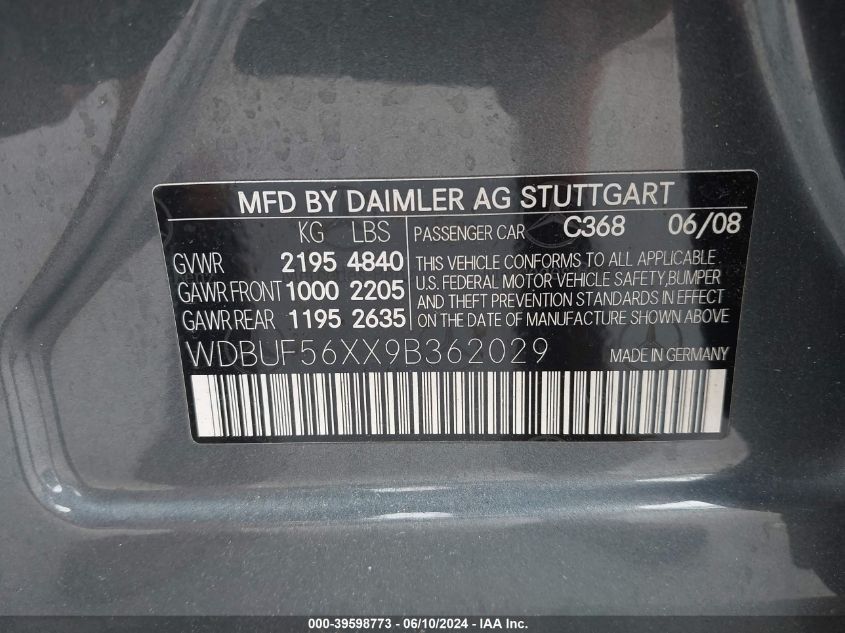 MFD BY DAIMLER AG STUTTGART
KG LBS PASSENGER CAR C368 06/08
GVWR 2195 4840
GAWR FRONT 1000 2205
GAWR REAR 1195 2635
THIS VEHICLE CONFORMS TO ALL APPLICABLE
U.S. FEDERAL MOTOR VEHICLE SAFETY,BUMPER
AND THEFT PREVENTION STANDARDS IN EFFECT
ON THE DATE OF MANUFACTURE SHOWN ABOVE
WDBUF56XX9B362029 MADE IN GERMANY
000-39598773 - 06/10/2024 - IAA Inc.